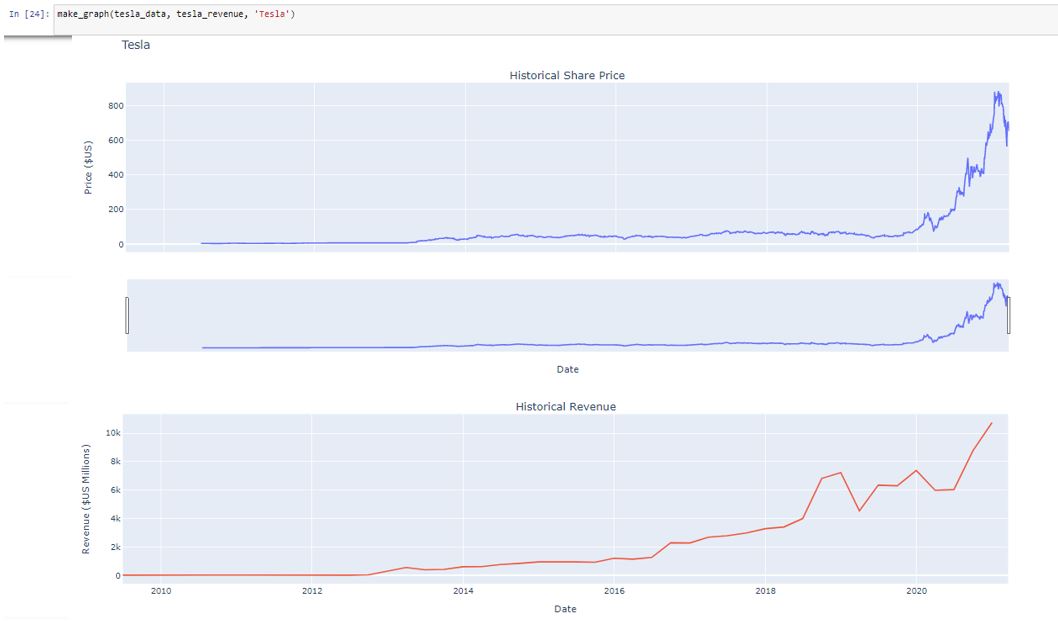 In [24]: make_graph(tesla_data, tesla_revenue, 'Tesla')
Tesla
Historical Share Price
Price ($US)
800
600
400
200
0
Date
Historical Revenue
Revenue ($US Millions)
10k
8k
6k
4k
2k
0
2010 2012 2014 2016 2018 2020
Date